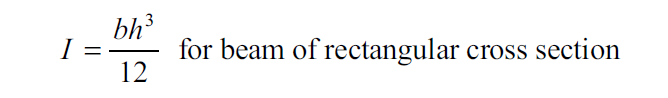 I = bh³/12 for beam of rectangular cross section